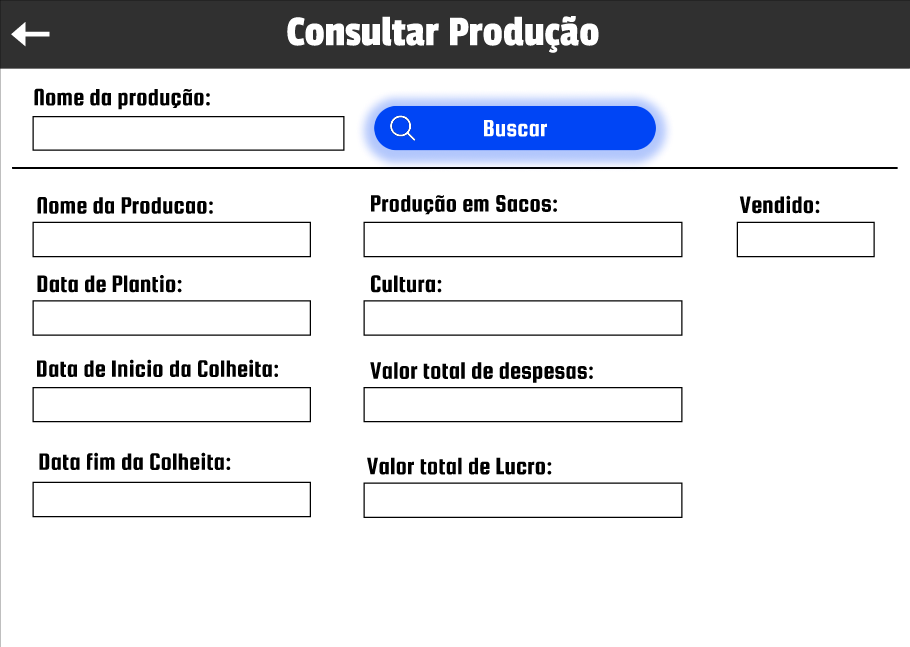 Consultar Produção
Nome da produção:
Buscar
Nome da Producao:
Produção em Sacos:
Vendido:
Data de Plantio:
Cultura:
Data de Inicio da Colheita:
Valor total de despesas:
Data fim da Colheita:
Valor total de Lucro: